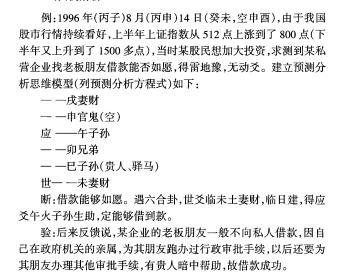 例:1996年(丙子)8月(丙申)14日(癸未,空申酉),由于我国
股市行情持续看好,上半年上证指数从512点上涨到了800点(下
半年又上升到了1500多点),当时某股民想加大投资,求测到某私
营企业找老板朋友借款能否如愿,得雷地豫,无动爻。建立预测分
析思维模型(列预测分析方程式)如下:
— —戌妻财
— —申官鬼(空)
应 ——午子孙
— —卯兄弟
— —巳子孙(贵人、驿马)
世— —未妻财
断:借款能够如愿。遇六合卦,世爻临未土妻财,临日建,得应
爻午火子孙生助,定能够借到款。
验:后来反馈说,某企业的老板朋友一般不向私人借款,因自
己在政府机关的亲属,为其朋友跑办过行政审批手续,以后还要为
其朋友办理其他审批手续,有贵人暗中帮助,故借款成功。